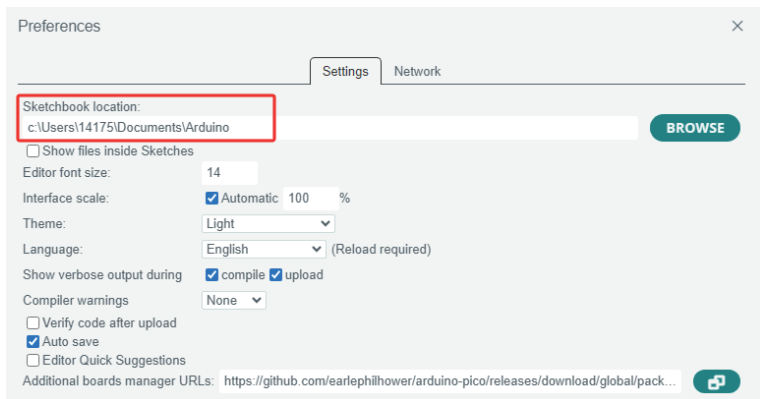 Preferences
Settings Network
Sketchbook location:
c:\Users\14175\Documents\Arduino
BROWSE
Show files inside Sketches
Editor font size: 14
Interface scale: Automatic 100 %
Theme: Light
Language: English (Reload required)
Show verbose output during compile upload
Compiler warnings None
Verify code after upload
Auto save
Editor Quick Suggestions
Additional boards manager URLs: https://github.com/earlephilhower/arduino-pico/releases/download/global/pack...